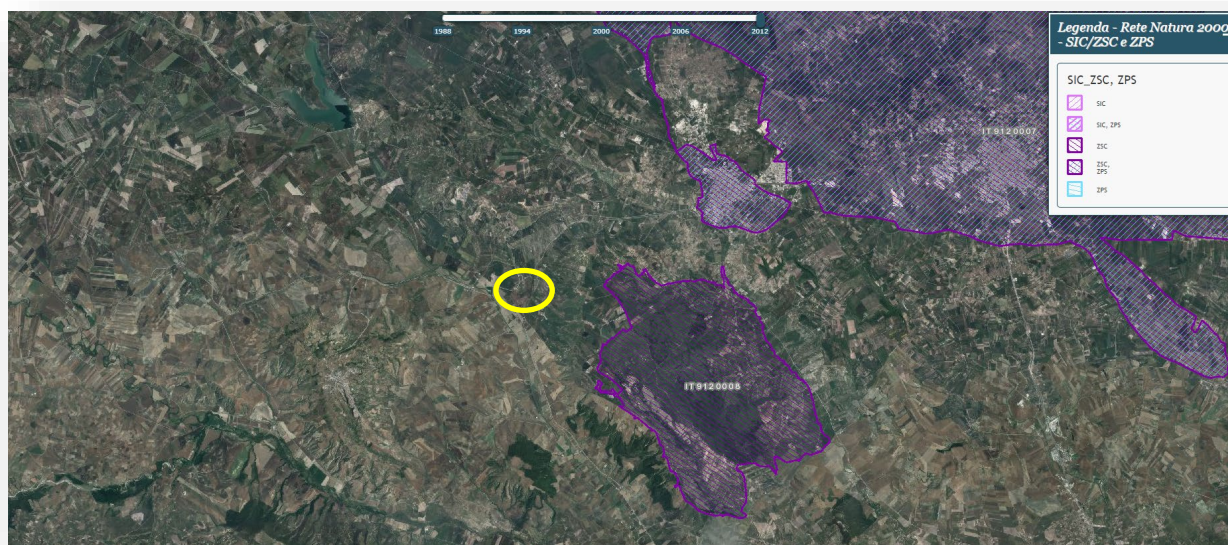 1988
1994
2000
2006
2012
Legenda - Rete Natura 2000
- SIC/ZSC e ZPS
SIC_ZSC, ZPS
SIC
SIC, ZPS
ZSC
ZSC,
ZPS
ZPS
IT9120007
IT9120008